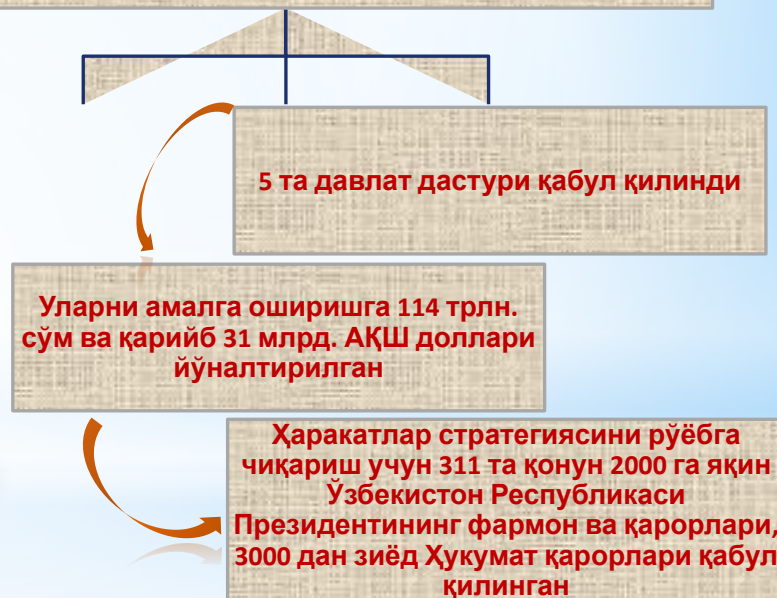 5 та давлат дастури қабул қилинди
Уларни амалга оширишга 114 трлн.
сўм ва қарийб 31 млрд. АҚШ доллари
йўналтирилган
Ҳаракатлар стратегиясини рўёбга
чиқариш учун 311 та қонун 2000 га яқин
Ўзбекистон Республикаси
Президентининг фармон ва қарорлари,
3000 дан зиёд Ҳукумат қарорлари қабул
қилинган